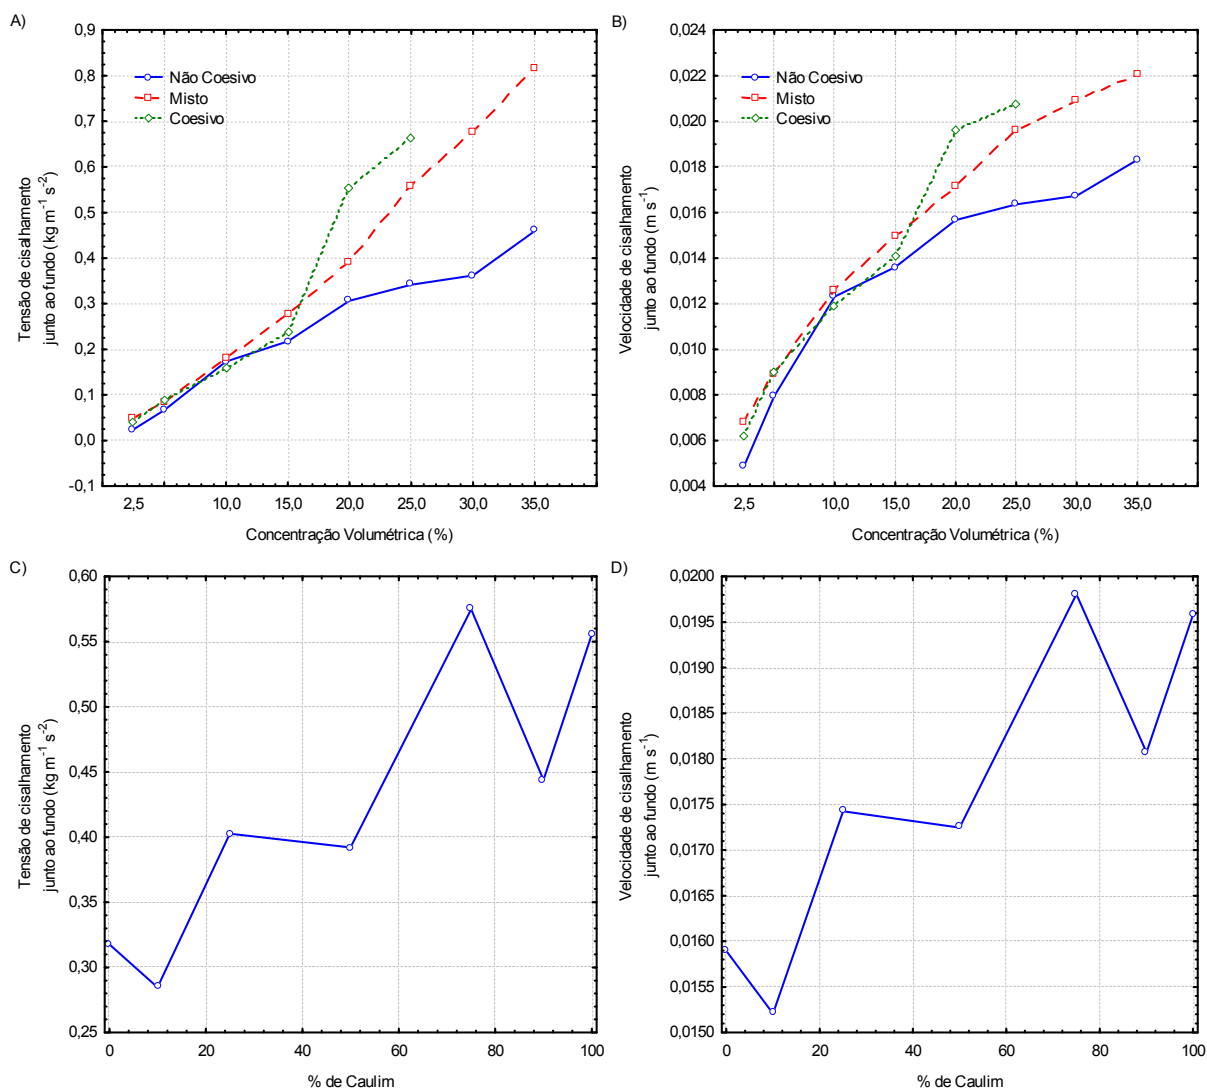 A)
Tensão de cisalhamento
junto ao fundo (kg m⁻¹ s⁻²)
0,9
0,8
0,7
0,6
0,5
0,4
0,3
0,2
0,1
0,0
-0,1
Não Coesivo
Misto
Coesivo
2,5 10,0 15,0 20,0 25,0 30,0 35,0
Concentração Volumétrica (%)
B)
Velocidade de cisalhamento
junto ao fundo (m s⁻¹)
0,024
0,022
0,020
0,018
0,016
0,014
0,012
0,010
0,008
0,006
0,004
Não Coesivo
Misto
Coesivo
2,5 10,0 15,0 20,0 25,0 30,0 35,0
Concentração Volumétrica (%)
C)
Tensão de cisalhamento
junto ao fundo (kg m⁻¹ s⁻²)
0,60
0,55
0,50
0,45
0,40
0,35
0,30
0,25
0 20 40 60 80 100
% de Caulim
D)
Velocidade de cisalhamento
junto ao fundo (m s⁻¹)
0,0200
0,0195
0,0190
0,0185
0,0180
0,0175
0,0170
0,0165
0,0160
0,0155
0,0150
0 20 40 60 80 100
% de Caulim